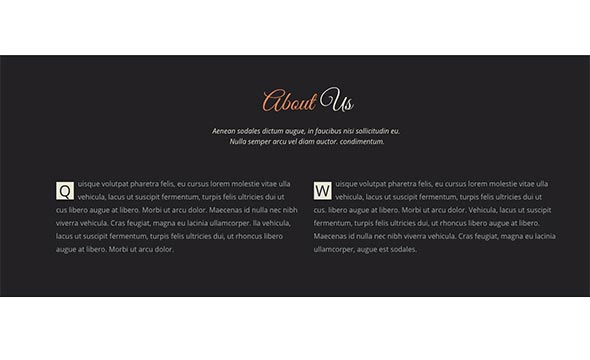 About Us
Aenean sodales dictum augue, in faucibus nisi sollicitudin eu.
Nulla semper arcu vel diam auctor. condimentum.
Quisque volutpat pharetra felis, eu cursus lorem molestie vitae ulla
vehicula, lacus ut suscipit fermentum, turpis felis ultricies dui ut
cus. libero augue at libero. Morbi ut arcu dolor. Maecenas id nulla nec nibh
viverra vehicula. Cras feugiat, magna eu lacinia ullamcorper. lla vehicula,
lacus ut suscipit fermentum, turpis felis ultricies dui, ut rhoncus libero
augue at libero. Morbi ut arcu dolor.
W uisque volutpat pharetra felis, eu cursus lorem molestie vitae ulla
vehicula, lacus ut suscipit fermentum, turpis felis ultricies dui ut
cus libero augue at libero. Morbi ut arcu dolor. Vehicula, lacus ut suscipit
fermentum, turpis felis ultricies dui, ut rhoncus libero augue at libero.
Maecenas id nulla nec nibh viverra vehicula. Cras feugiat, magna eu lacinia
ullamcorper, augue est sodales.